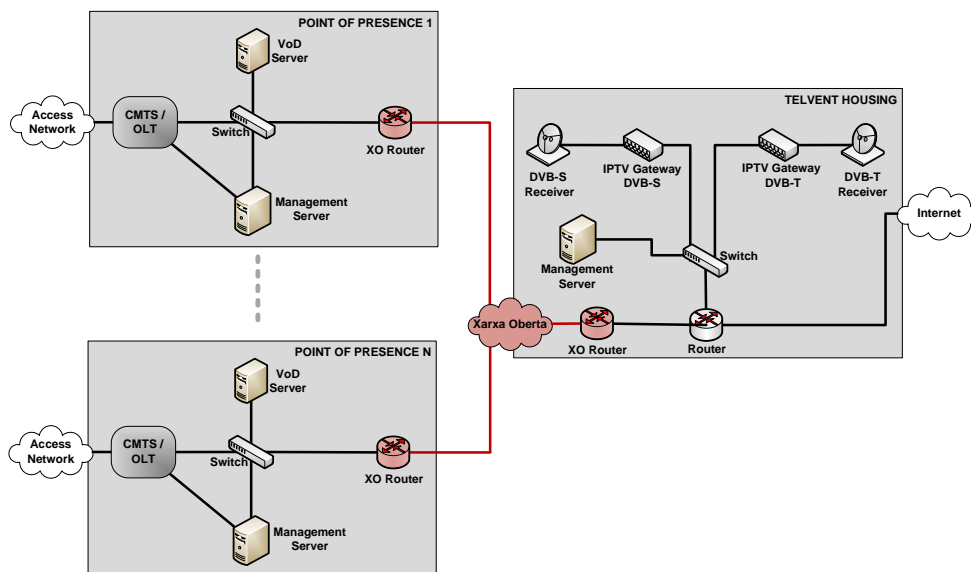 POINT OF PRESENCE 1
VoD
Server
Access
Network
CMTS /
OLT
Switch
XO Router
Management
Server
POINT OF PRESENCE N
VoD
Server
Access
Network
CMTS /
OLT
Switch
XO Router
Management
Server
Xarxa Oberta
TELVENT HOUSING
DVB-S
Receiver
IPTV Gateway
DVB-S
IPTV Gateway
DVB-T
DVB-T
Receiver
Internet
Management
Server
Switch
XO Router
Router